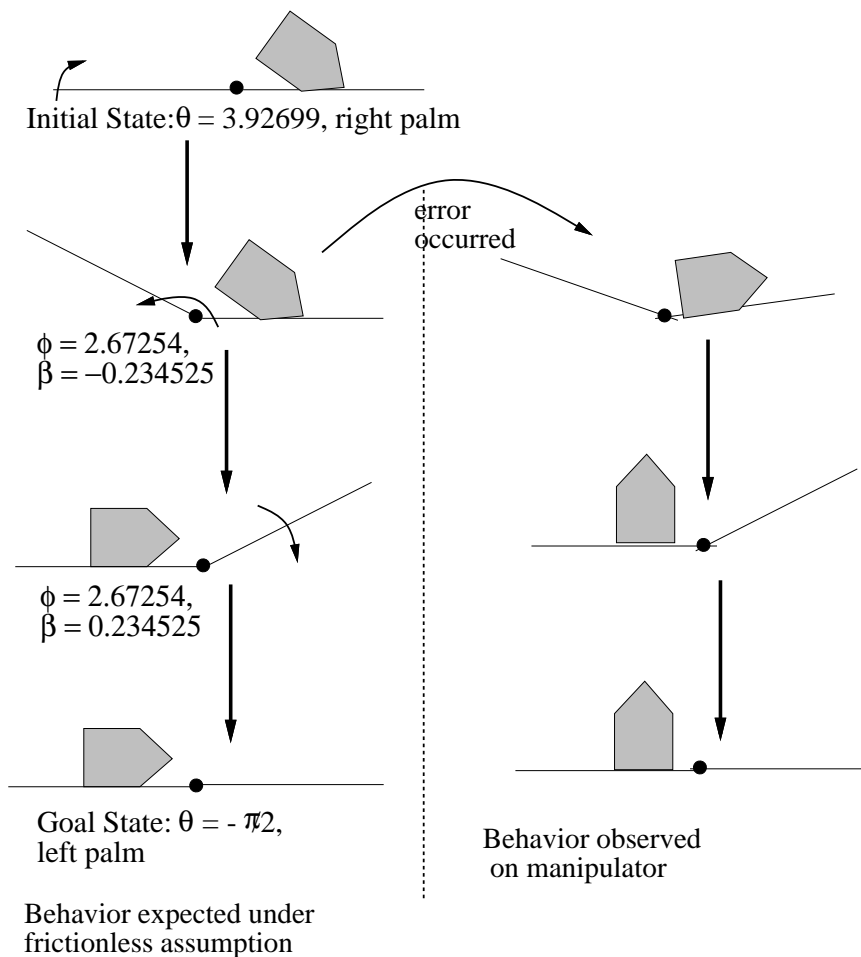 Initial State:θ = 3.92699, right palm
error
occurred
ϕ = 2.67254,
β = −0.234525
ϕ = 2.67254,
β = 0.234525
Goal State: θ = - π/2,
left palm
Behavior observed
on manipulator
Behavior expected under
frictionless assumption